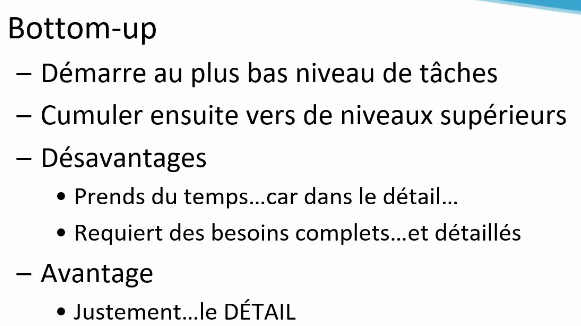 Bottom-up
– Démarre au plus bas niveau de tâches
– Cumuler ensuite vers de niveaux supérieurs
– Désavantages
• Prends du temps...car dans le détail...
• Requiert des besoins complets...et détaillés
– Avantage
• Justement...le DÉTAIL